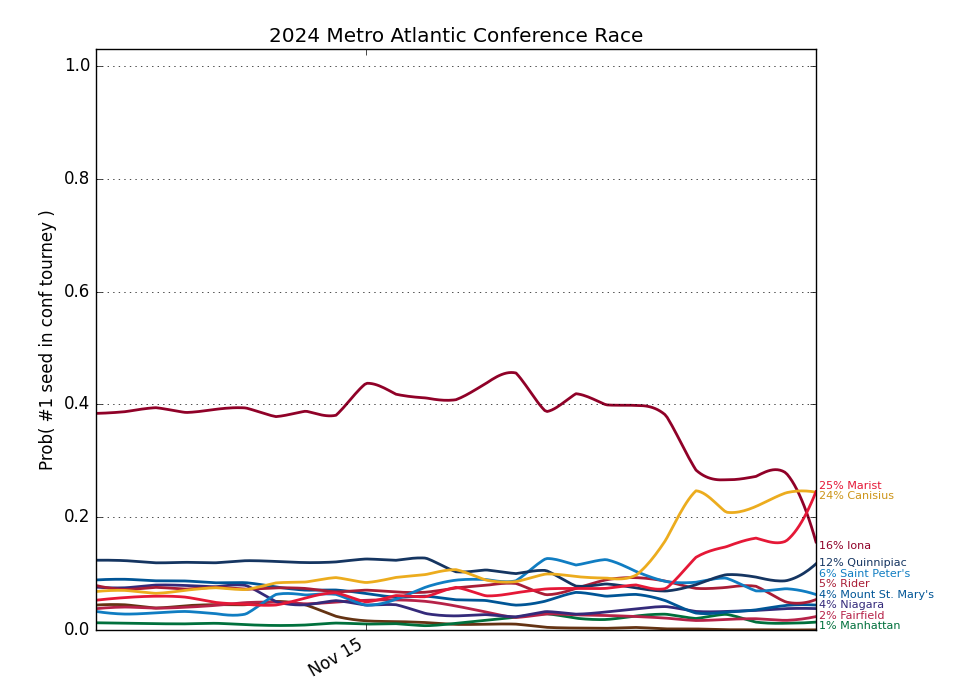 2024 Metro Atlantic Conference Race
Prob( #1 seed in conf tourney )
1.0
0.8
0.6
0.4
0.2
0.0
Nov 15
25% Marist
24% Canisius
16% Iona
12% Quinnipiac
6% Saint Peter's
5% Rider
4% Mount St. Mary's
4% Niagara
2% Fairfield
1% Manhattan